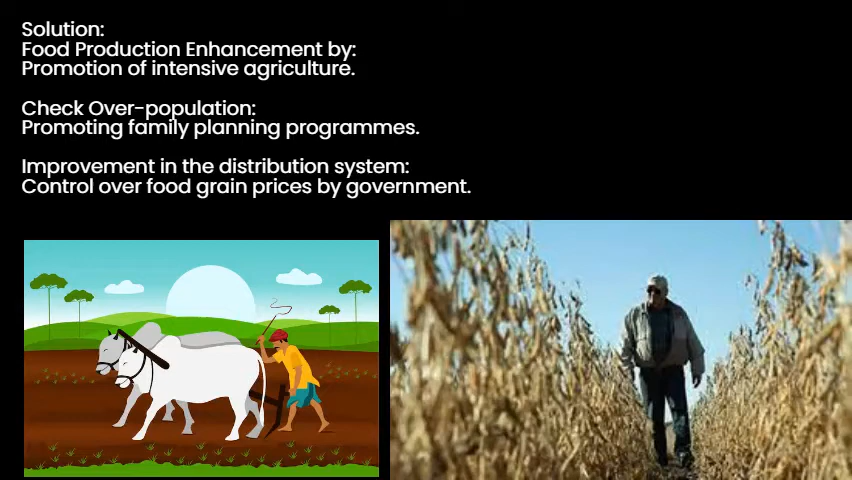 Solution:
Food Production Enhancement by:
Promotion of intensive agriculture.
Check Over-population:
Promoting family planning programmes.
Improvement in the distribution system:
Control over food grain prices by government.